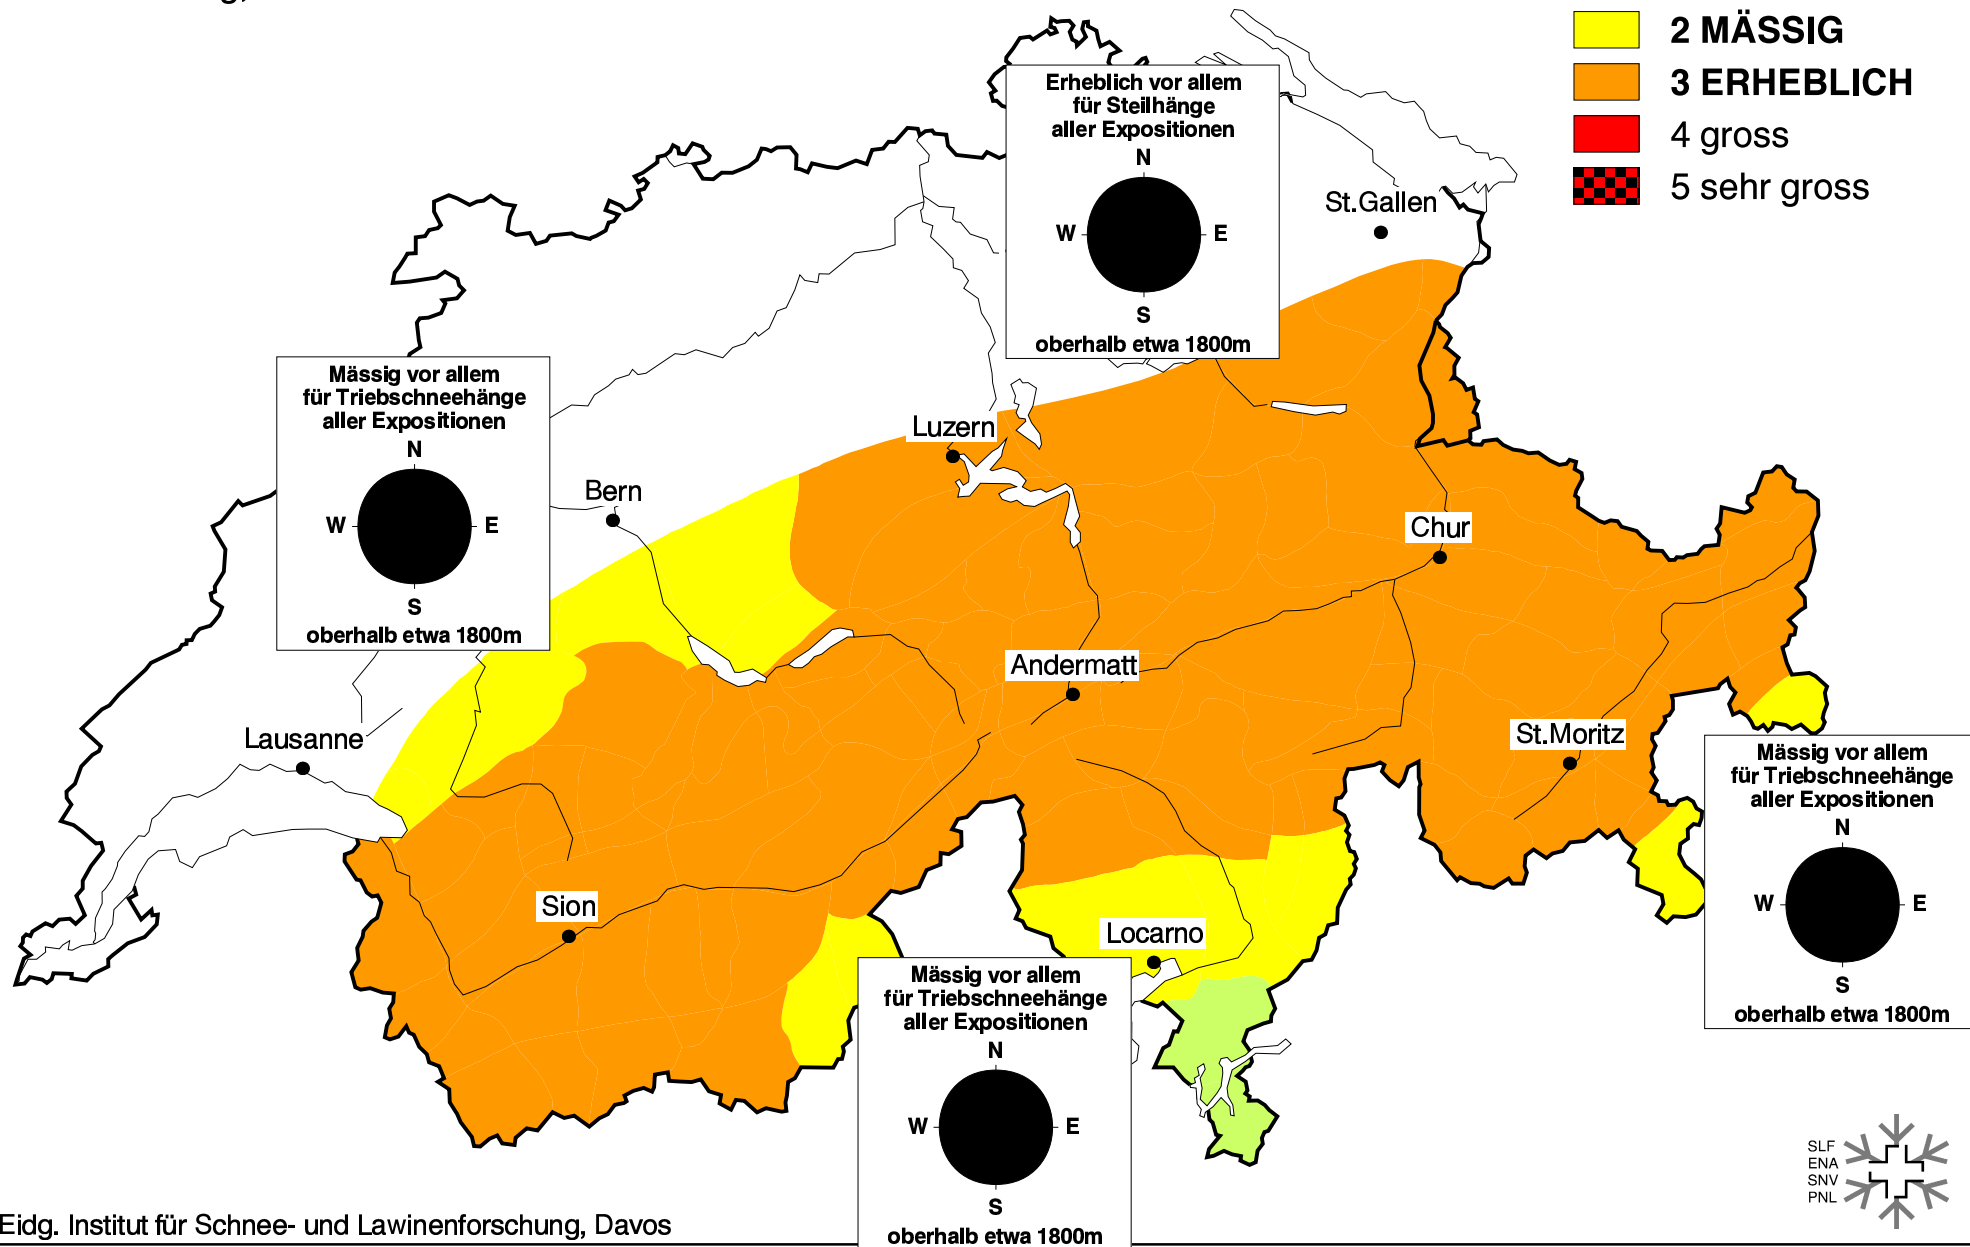 2 MÄSSIG
3 ERHEBLICH
4 gross
5 sehr gross
Erheblich vor allem
für Steilhänge
aller Expositionen
N
W
E
S
oberhalb etwa 1800m
St.Gallen
Mässig vor allem
für Triebschneehänge
aller Expositionen
N
W
E
S
oberhalb etwa 1800m
Luzern
Bern
Chur
Andermatt
Lausanne
St.Moritz
Sion
Locarno
Mässig vor allem
für Triebschneehänge
aller Expositionen
N
W
E
S
oberhalb etwa 1800m
Mässig vor allem
für Triebschneehänge
aller Expositionen
N
W
E
S
oberhalb etwa 1800m
SLF
ENA
SNV
PNL
Eidg. Institut für Schnee- und Lawinenforschung, Davos